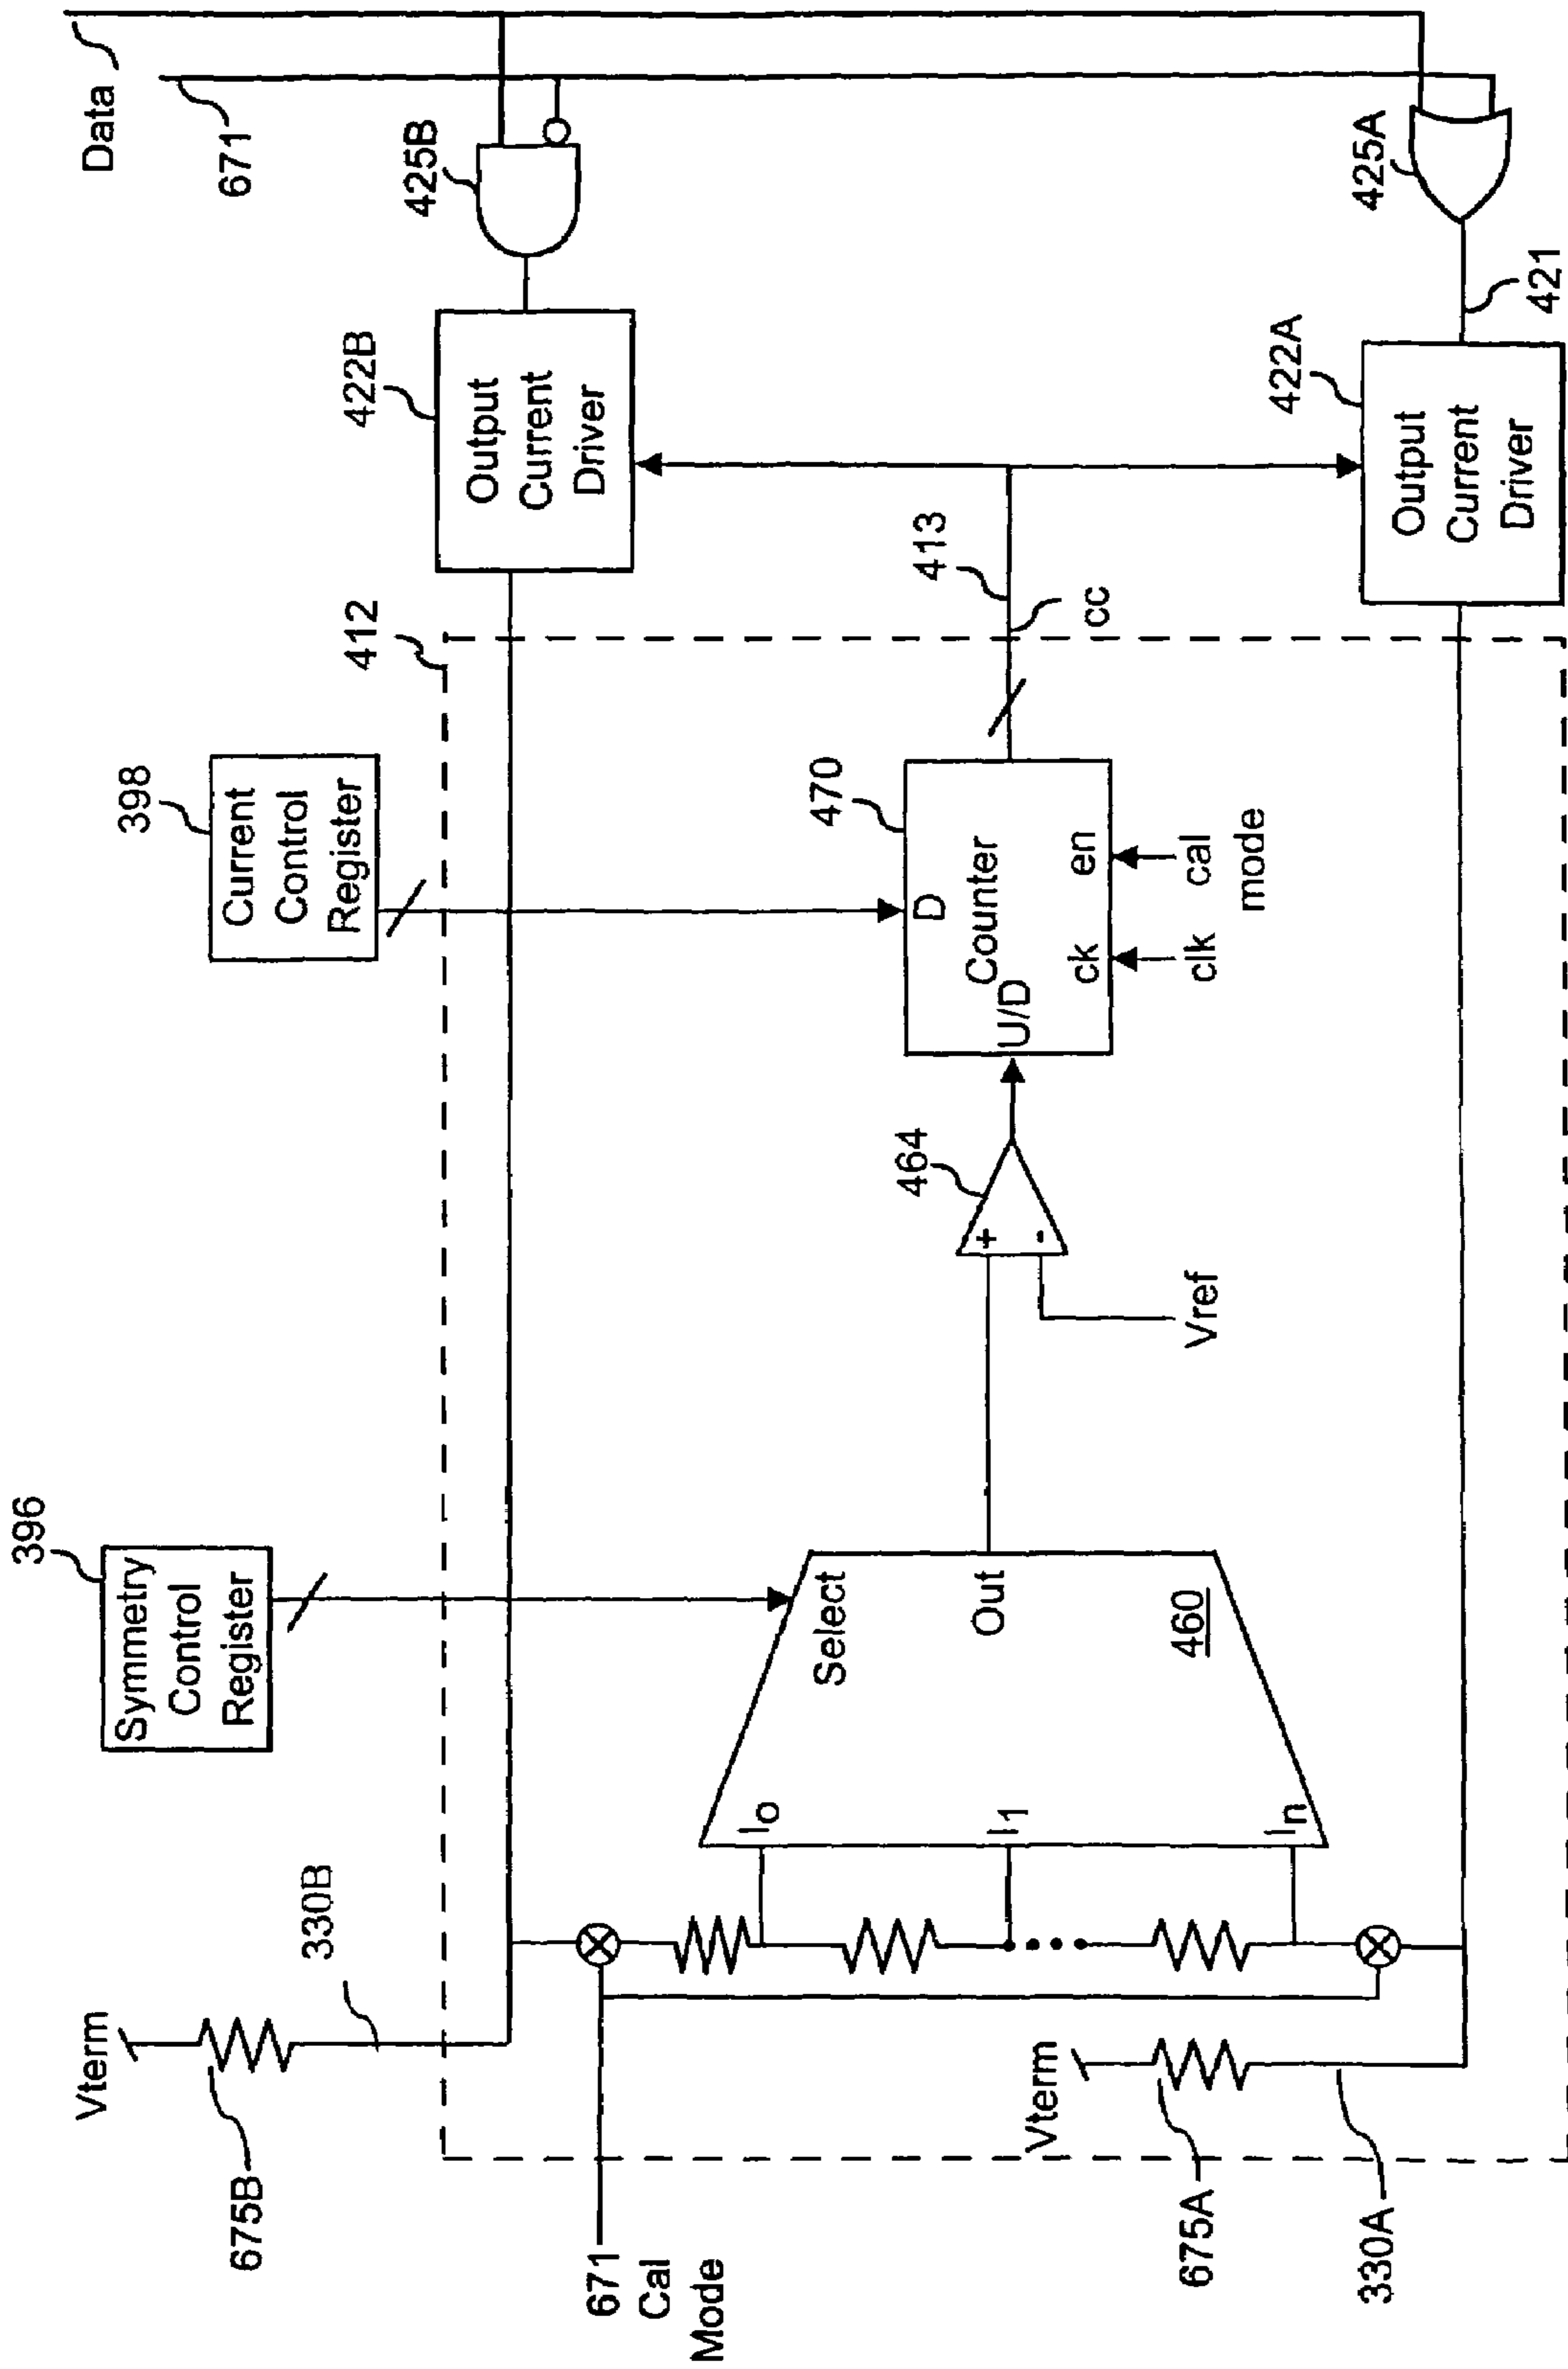 Data
671
425B
425A
421
422B
Output
Current
Driver
422A
Output
Current
Driver
413
cc
412
398
Current
Control
Register
470
D
Counter
U/D
ck
en
clk
cal
mode
464
+
-
Vref
396
Symmetry
Control
Register
Select
Out
460
I0
I1
In
330B
Vterm
675B
671
Cal
Mode
Vterm
675A
330A